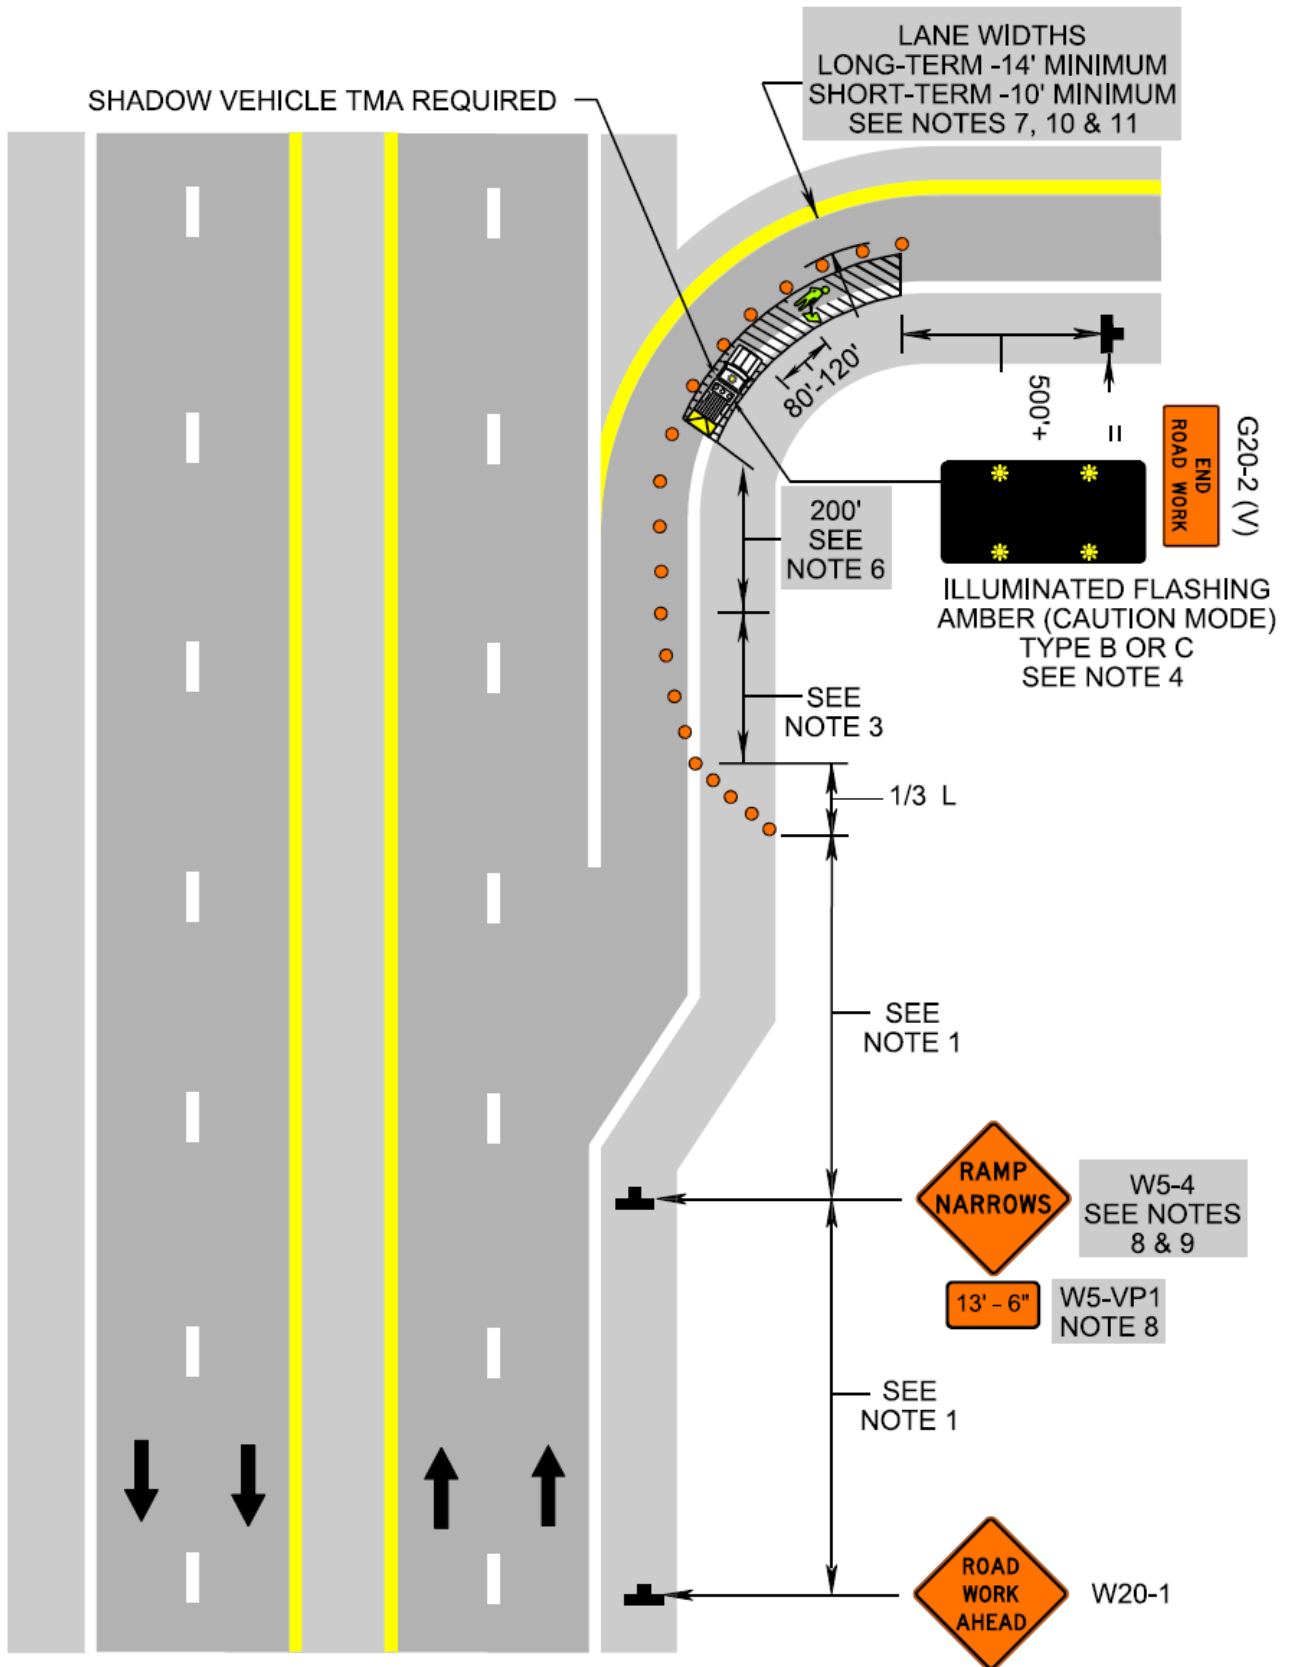 LANE WIDTHS
LONG-TERM -14' MINIMUM
SHORT-TERM -10' MINIMUM
SEE NOTES 7, 10 & 11
SHADOW VEHICLE TMA REQUIRED
80'-120'
500'+
=
END
ROAD WORK
G20-2 (V)
200'
SEE
NOTE 6
ILLUMINATED FLASHING
AMBER (CAUTION MODE)
TYPE B OR C
SEE NOTE 4
SEE
NOTE 3
1/3 L
SEE
NOTE 1
RAMP
NARROWS
W5-4
SEE NOTES
8 & 9
13' - 6"
W5-VP1
NOTE 8
SEE
NOTE 1
ROAD
WORK
AHEAD
W20-1